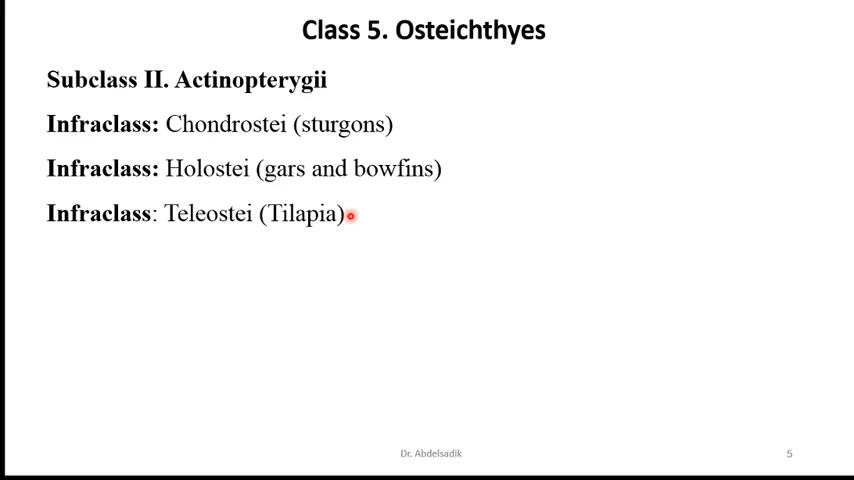 Class 5. Osteichthyes
Subclass II. Actinopterygii
Infraclass: Chondrostei (sturgons)
Infraclass: Holostei (gars and bowfins)
Infraclass: Teleostei (Tilapia)
Dr. Abdelsadik
5